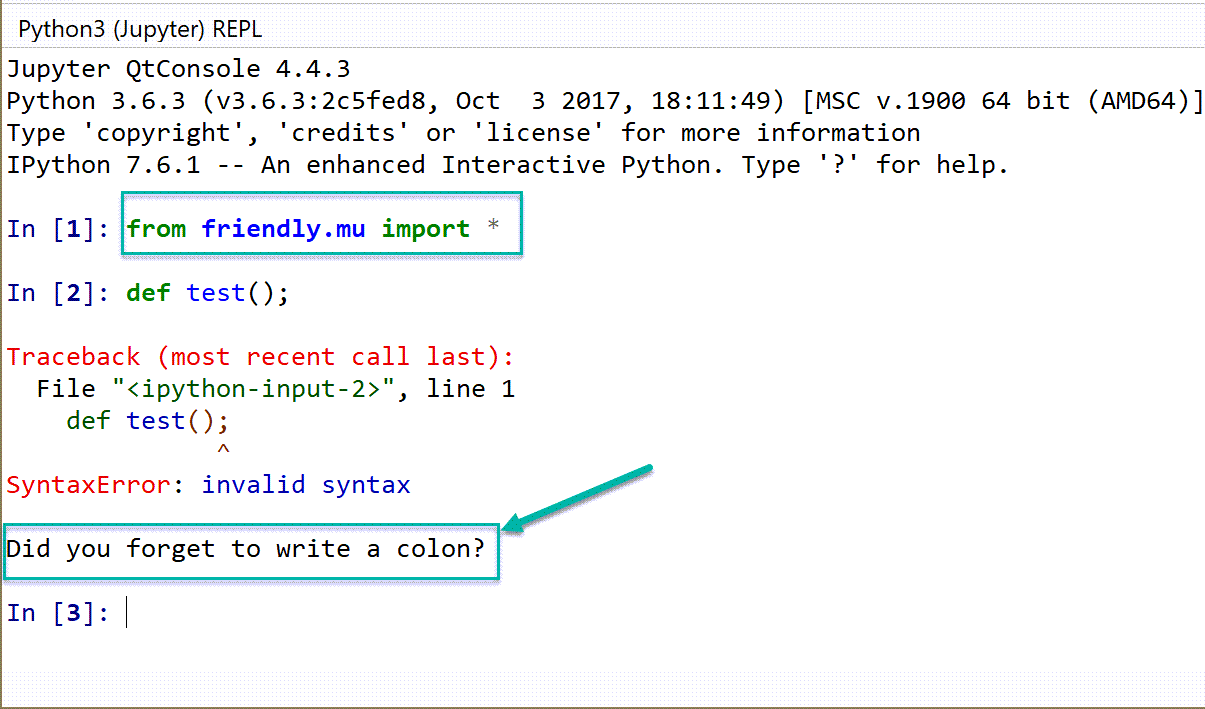 Python3 (Jupyter) REPL
Jupyter QtConsole 4.4.3
Python 3.6.3 (v3.6.3:2c5fed8, Oct  3 2017, 18:11:49) [MSC v.1900 64 bit (AMD64)]
Type 'copyright', 'credits' or 'license' for more information
IPython 7.6.1 -- An enhanced Interactive Python. Type '?' for help.
In [1]: from friendly.mu import *
In [2]: def test();
Traceback (most recent call last):
  File "<ipython-input-2>", line 1
    def test();
              ^
SyntaxError: invalid syntax
Did you forget to write a colon?
In [3]: